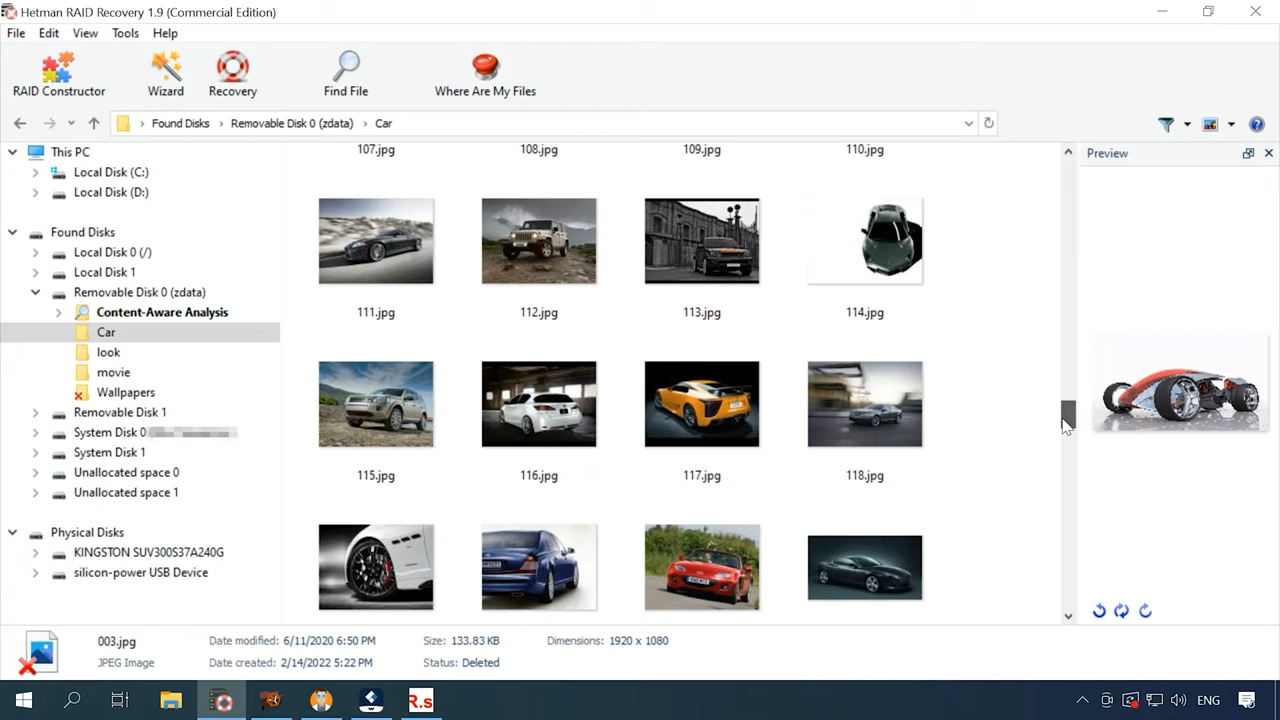 Hetman RAID Recovery 1.9 (Commercial Edition)
File Edit View Tools Help
RAID Constructor Wizard Recovery Find File Where Are My Files
Found Disks Removable Disk 0 (zdata) Car
This PC
Local Disk (C:)
Local Disk (D:)
Found Disks
Local Disk 0 (/)
Local Disk 1
Removable Disk 0 (zdata)
Content-Aware Analysis
Car
look
movie
Wallpapers
Removable Disk 1
System Disk 0
System Disk 1
Unallocated space 0
Unallocated space 1
Physical Disks
KINGSTON SUV300S37A240G
silicon-power USB Device
107.jpg 108.jpg 109.jpg 110.jpg
111.jpg 112.jpg 113.jpg 114.jpg
115.jpg 116.jpg 117.jpg 118.jpg
Preview
003.jpg Date modified: 6/11/2020 6:50 PM Size: 133.83 KB Dimensions: 1920 x 1080
JPEG Image Date created: 2/14/2022 5:22 PM Status: Deleted
R.s ENG